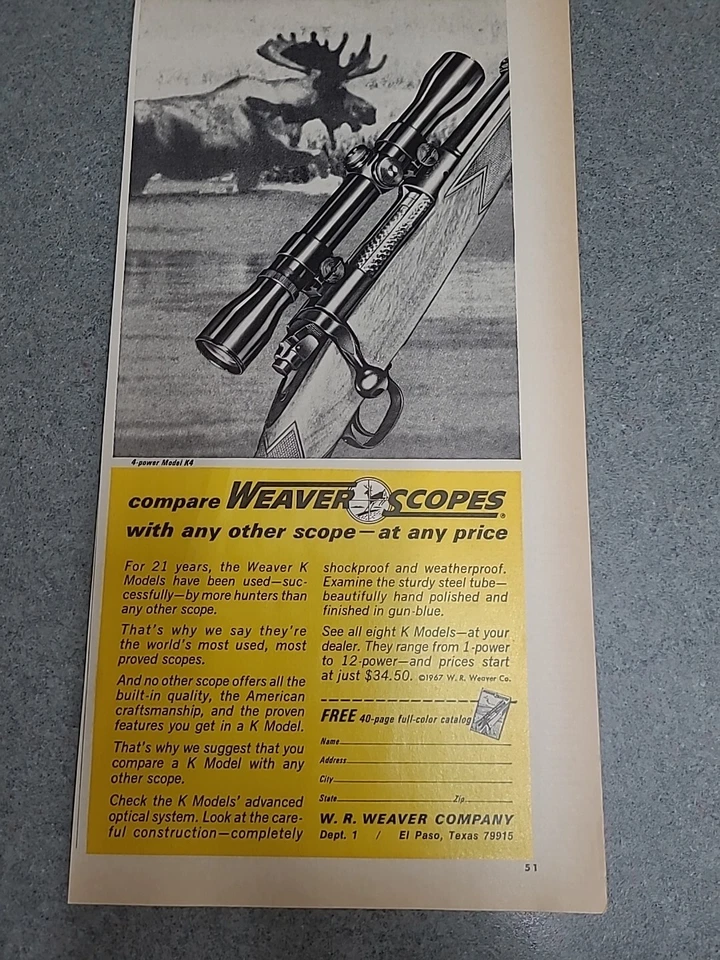 4-power Model K4
compare WEAVER SCOPES®
with any other scope—at any price
For 21 years, the Weaver K
Models have been used—suc-
cessfully—by more hunters than
any other scope.
That's why we say they're
the world's most used, most
proved scopes.
And no other scope offers all the
built-in quality, the American
craftsmanship, and the proven
features you get in a K Model.
That's why we suggest that you
compare a K Model with any
other scope.
Check the K Models' advanced
optical system. Look at the care-
ful construction—completely
shockproof and weatherproof.
Examine the sturdy steel tube—
beautifully hand polished and
finished in gun-blue.
See all eight K Models—at your
dealer. They range from 1-power
to 12-power—and prices start
at just $34.50. ©1967 W. R. Weaver Co.
FREE 40-page full-color catalog
Name
Address
City
State Zip
W. R. WEAVER COMPANY
Dept. 1 / El Paso, Texas 79915
51